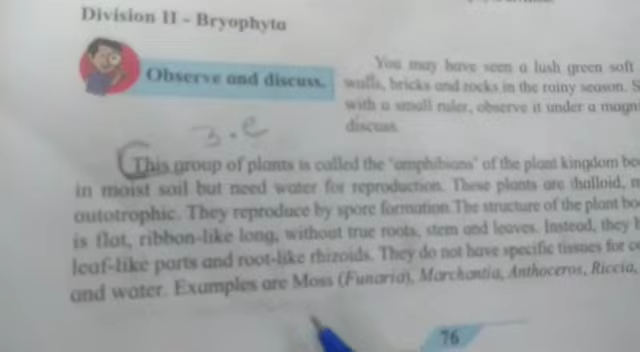 Division II - Bryophyta
Observe and discuss.
You may have seen a lush green soft
walls, bricks and rocks in the rainy season.
with a small ruler, observe it under a
discuss.
3.e
This group of plants is called the 'amphibians' of the plant kingdom
in moist soil but need water for reproduction. These plants are thalloid,
autotrophic. They reproduce by spore formation. The structure of the plant
is flat, ribbon-like long, without true roots, stem and leaves. Instead, they
leaf-like parts and root-like rhizoids. They do not have specific tissues for
and water. Examples are Moss (Funaria), Marchantia, Anthoceros, Riccia,
76